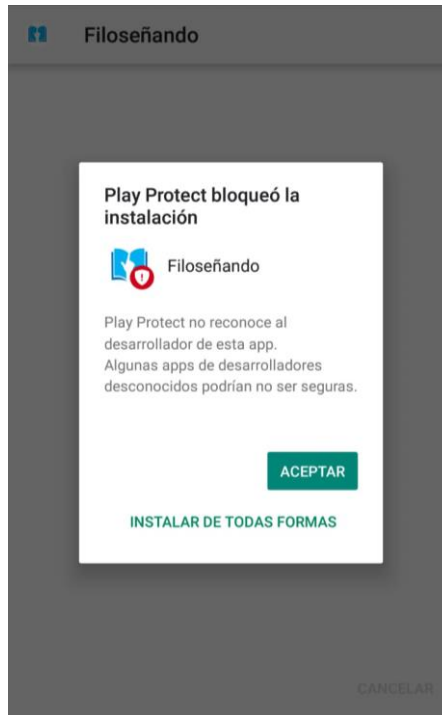 Filoseñando
Play Protect bloqueó la
instalación
Filoseñando
Play Protect no reconoce al
desarrollador de esta app.
Algunas apps de desarrolladores
desconocidos podrían no ser seguras.
ACEPTAR
INSTALAR DE TODAS FORMAS
CANCELAR